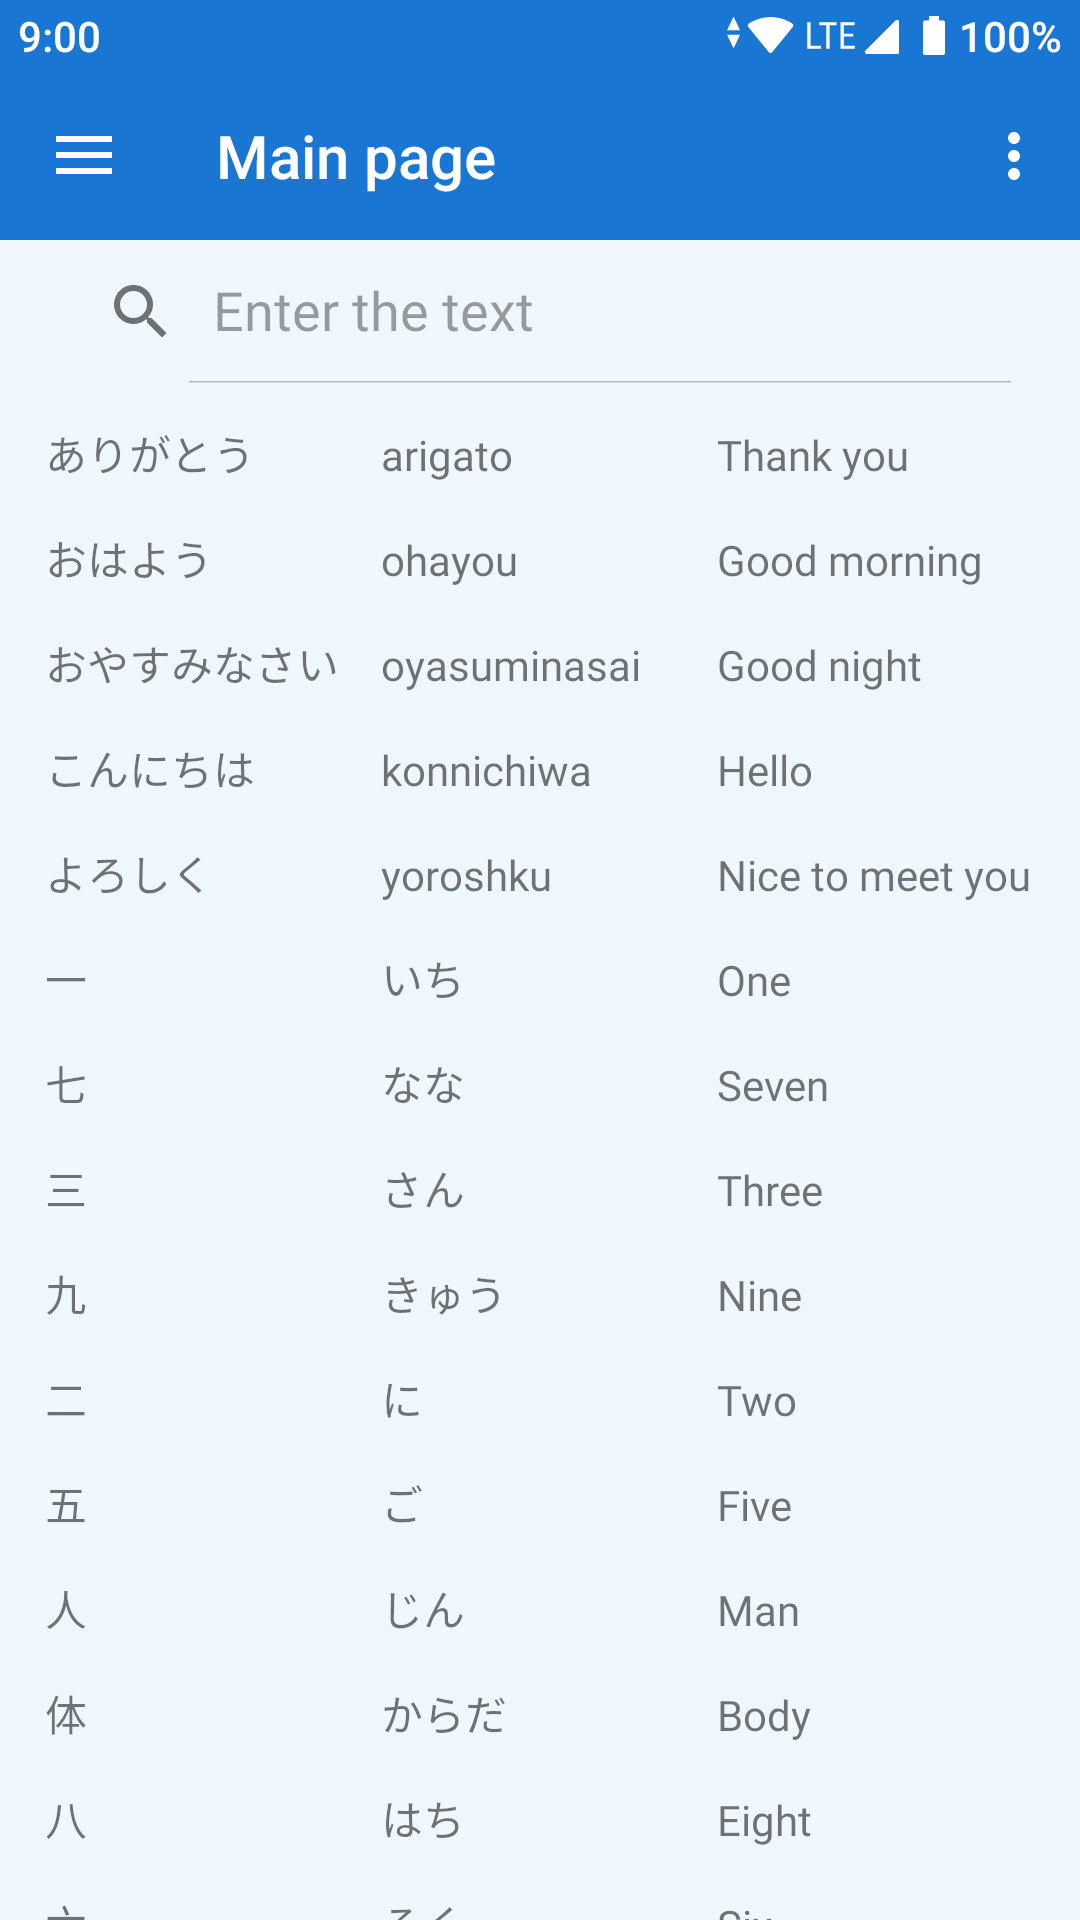 9:00 LTE 100%
Main page
Enter the text
ありがとう arigato Thank you
おはよう ohayou Good morning
おやすみなさい oyasuminasai Good night
こんにちは konnichiwa Hello
よろしく yoroshku Nice to meet you
一 いち One
七 なな Seven
三 さん Three
九 きゅう Nine
二 に Two
五 ご Five
人 じん Man
体 からだ Body
八 はち Eight